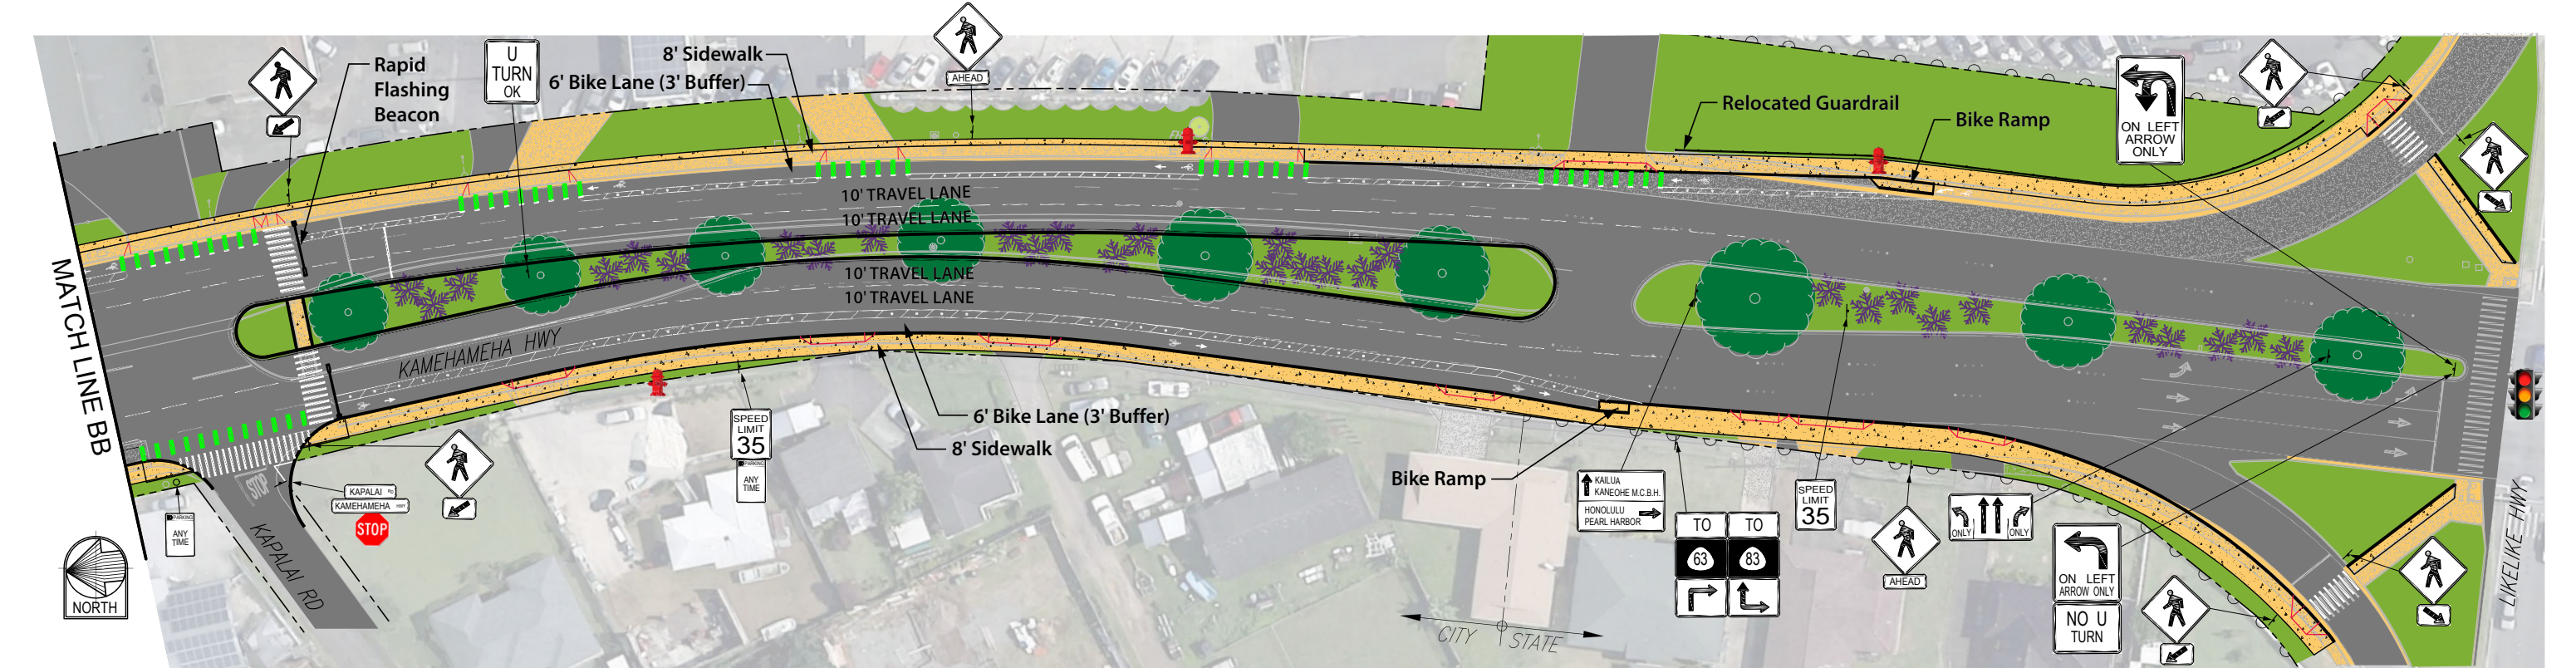 Rapid
Flashing
Beacon
U
TURN
OK
8' Sidewalk
6' Bike Lane (3' Buffer)
AHEAD
Relocated Guardrail
Bike Ramp
ON LEFT
ARROW
ONLY
10' TRAVEL LANE
10' TRAVEL LANE
10' TRAVEL LANE
10' TRAVEL LANE
MATCH LINE BB
KAMEHAMEHA HWY
6' Bike Lane (3' Buffer)
8' Sidewalk
SPEED
LIMIT
35
PARKING
ANY
TIME
STOP
KAPALAI RD
KAMEHAMEHA HWY
STOP
PARKING
ANY
TIME
KAPALAI RD
NORTH
Bike Ramp
CITY STATE
KAILUA
KANEOHE M.C.B.H.
HONOLULU
PEARL HARBOR
TO TO
63 83
SPEED
LIMIT
35
AHEAD
ONLY ONLY
ON LEFT
ARROW ONLY
NO U
TURN
LIKELIKE HWY